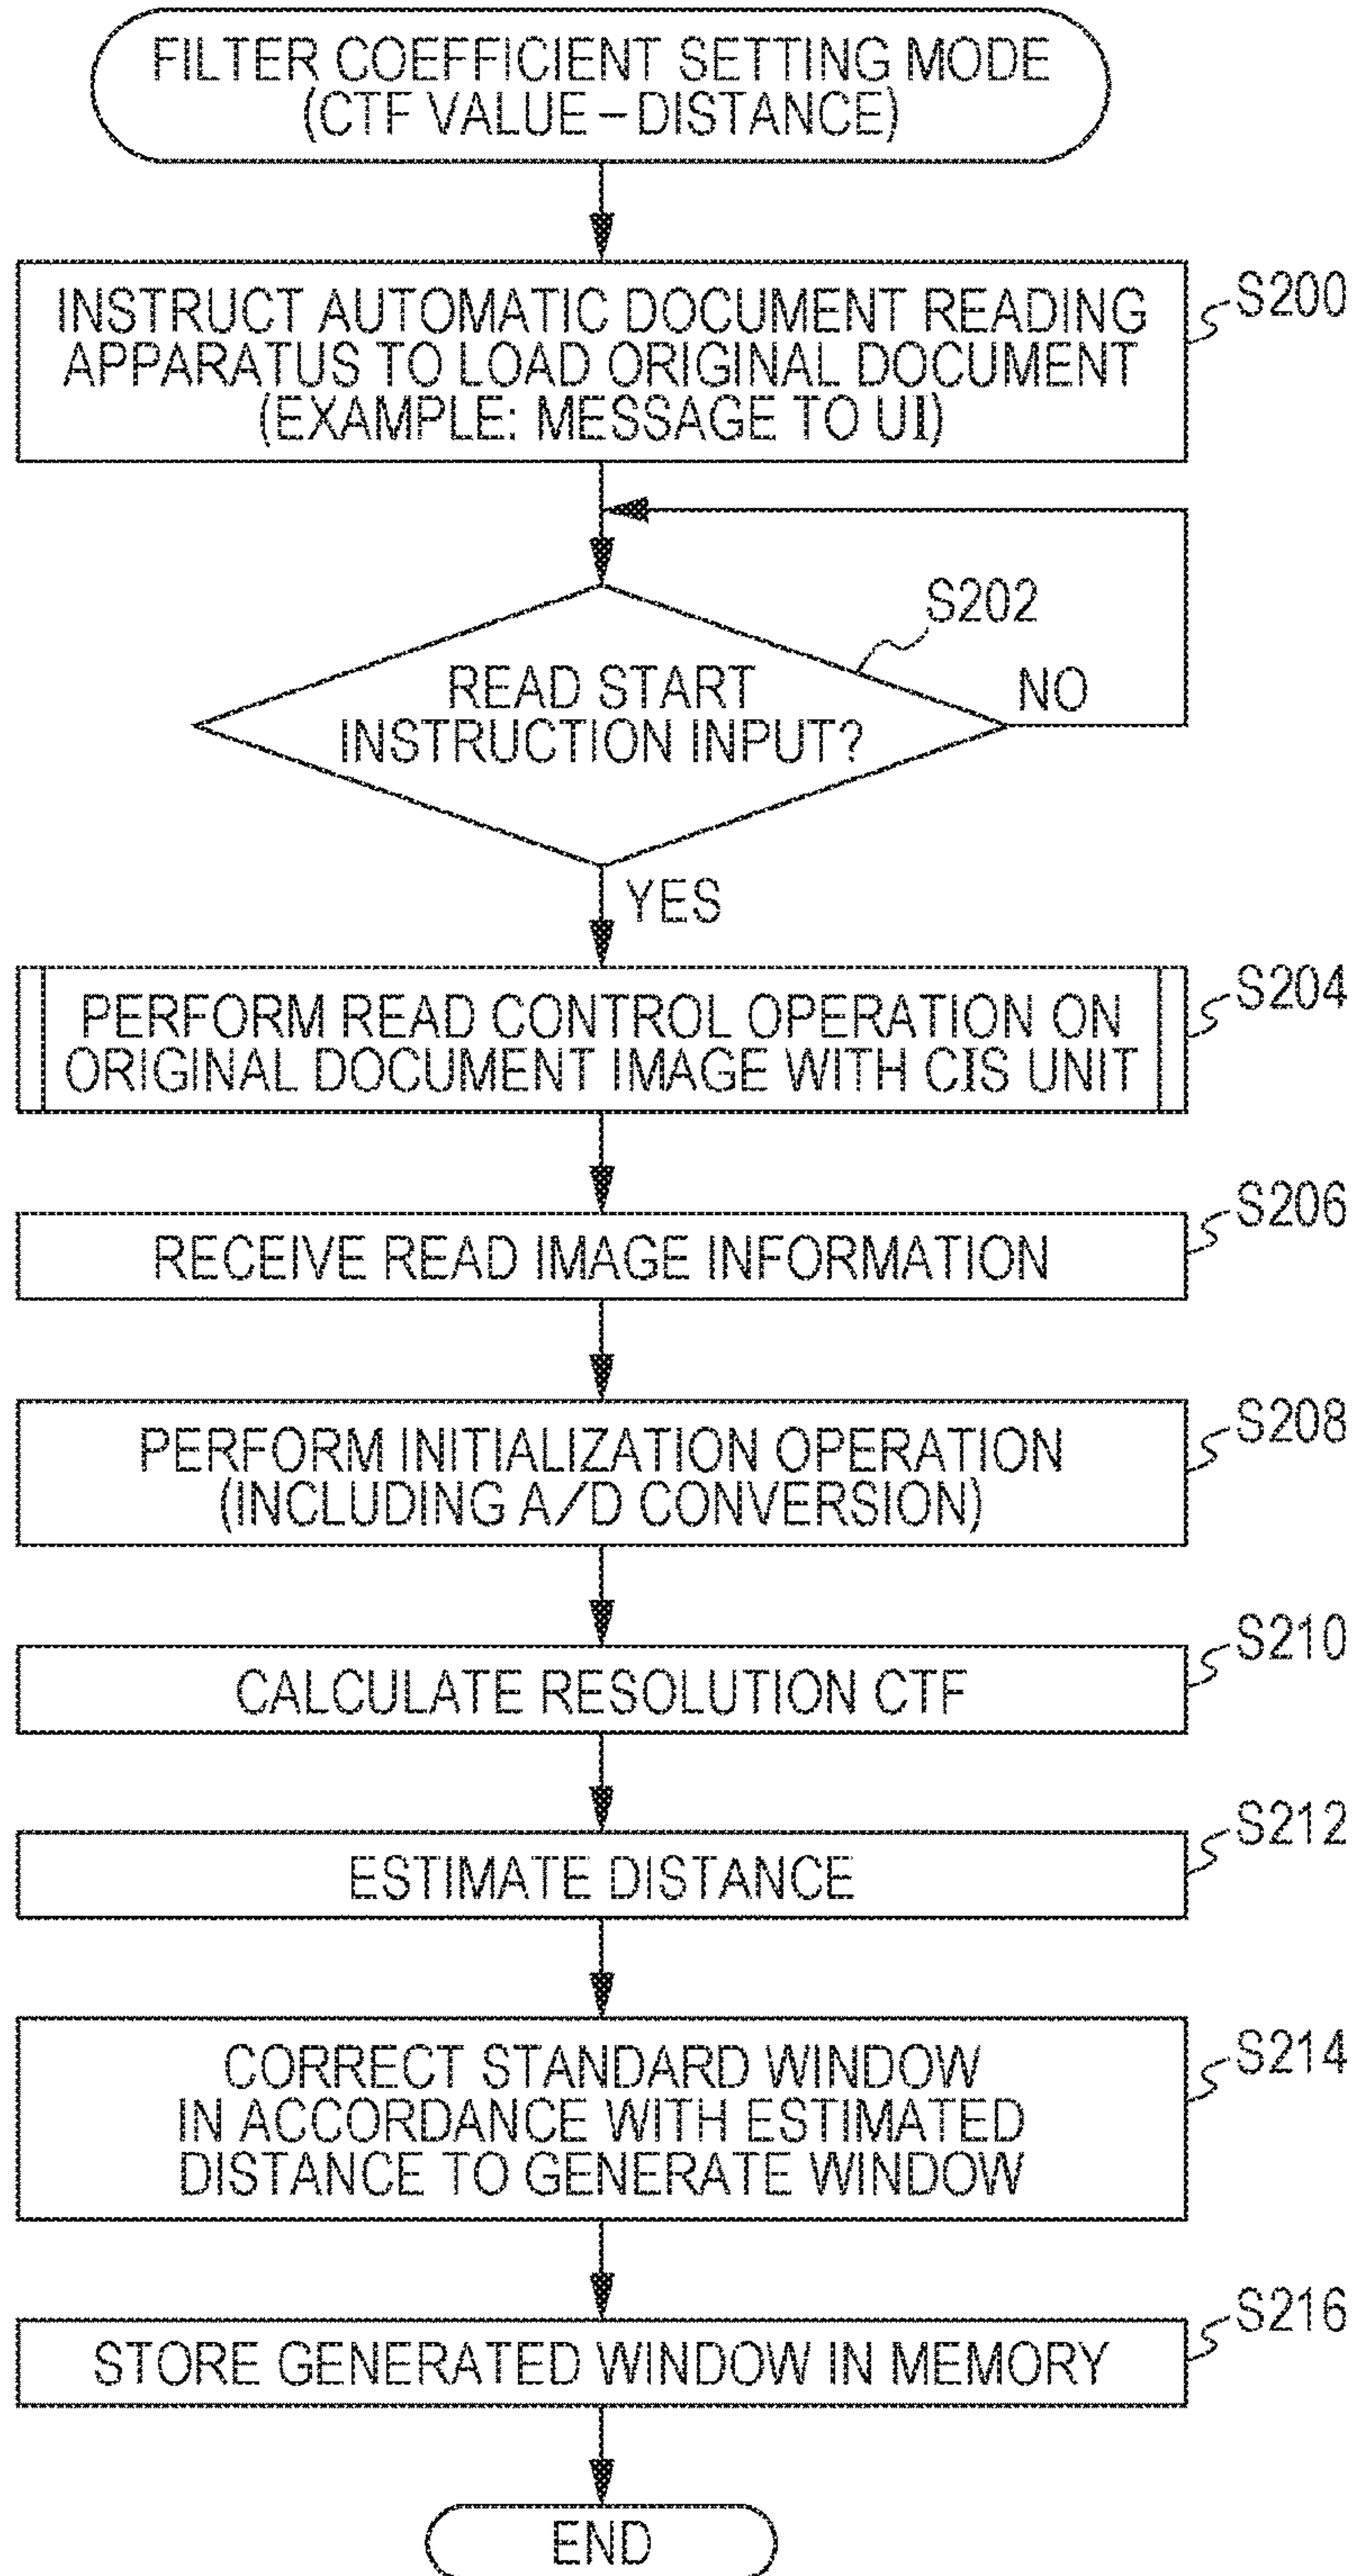 FILTER COEFFICIENT SETTING MODE
(CTF VALUE – DISTANCE)
INSTRUCT AUTOMATIC DOCUMENT READING
APPARATUS TO LOAD ORIGINAL DOCUMENT
(EXAMPLE: MESSAGE TO UI)
S200
S202
READ START
INSTRUCTION INPUT?
NO
YES
PERFORM READ CONTROL OPERATION ON
ORIGINAL DOCUMENT IMAGE WITH CIS UNIT
S204
RECEIVE READ IMAGE INFORMATION
S206
PERFORM INITIALIZATION OPERATION
(INCLUDING A/D CONVERSION)
S208
CALCULATE RESOLUTION CTF
S210
ESTIMATE DISTANCE
S212
CORRECT STANDARD WINDOW
IN ACCORDANCE WITH ESTIMATED
DISTANCE TO GENERATE WINDOW
S214
STORE GENERATED WINDOW IN MEMORY
S216
END